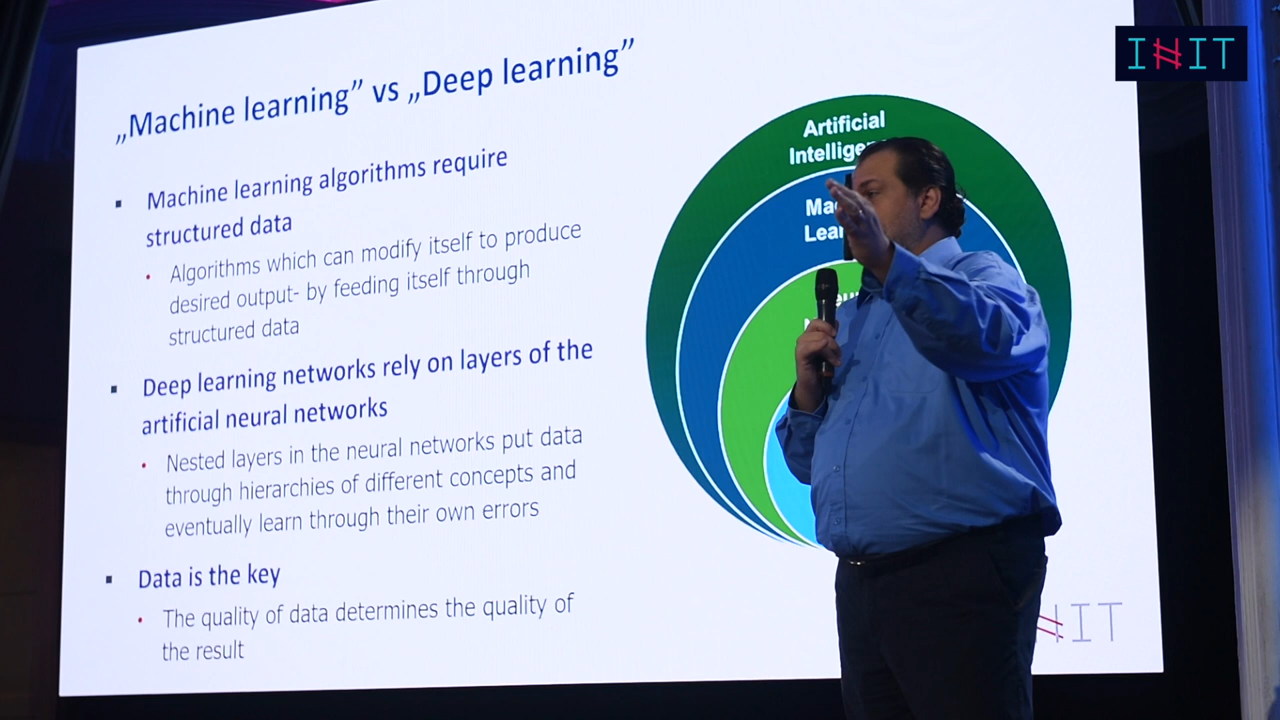 „Machine learning” vs „Deep learning”
▪ Machine learning algorithms require
structured data
• Algorithms which can modify itself to produce
desired output- by feeding itself through
structured data
▪ Deep learning networks rely on layers of the
artificial neural networks
• Nested layers in the neural networks put data
through hierarchies of different concepts and
eventually learn through their own errors
▪ Data is the key
• The quality of data determines the quality of
the result
Artificial
INIT